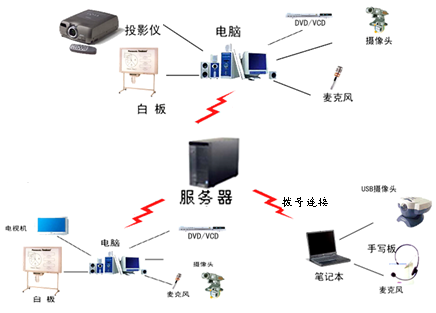 投影仪
电脑
DVD/VCD
摄像头
白 板
麦克风
服务器
拨号连接
USB摄像头
电视机
电脑
DVD/VCD
手写板
摄像头
笔记本
白 板
麦克风
麦克风